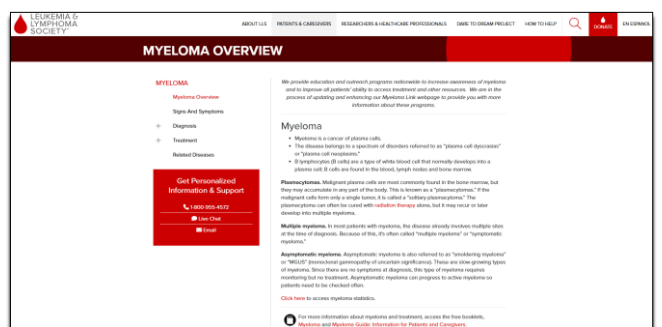 LEUKEMIA &
LYMPHOMA
SOCIETY
ABOUT LLS PATIENTS & CAREGIVERS RESEARCHERS & HEALTHCARE PROFESSIONALS DARE TO DREAM PROJECT HOW TO HELP DONATE EN ESPAÑOL
MYELOMA OVERVIEW
MYELOMA
Myeloma Overview
Signs And Symptoms
+ Diagnosis
+ Treatment
Related Diseases
Get Personalized
Information & Support
1-800-955-4572
Live Chat
Email
We provide education and outreach programs nationwide to increase awareness of myeloma
and to improve all patients' ability to access treatment and other resources. We are in the
process of updating and enhancing our Myeloma Link webpage to provide you with more
information about these programs.
Myeloma
• Myeloma is a cancer of plasma cells.
• The disease belongs to a spectrum of disorders referred to as "plasma cell dyscrasias"
or "plasma cell neoplasms."
• B lymphocytes (B cells) are a type of white blood cell that normally develops into a
plasma cell; B cells are found in the blood, lymph nodes and bone marrow.
Plasmacytomas. Malignant plasma cells are most commonly found in the bone marrow, but
they may accumulate in any part of the body. This is known as a "plasmacytomas." If the
malignant cells form only a single tumor, it is called a "solitary plasmacytoma." The
plasmacytoma can often be cured with radiation therapy alone, but it may recur or later
develop into multiple myeloma.
Multiple myeloma. In most patients with myeloma, the disease already involves multiple sites
at the time of diagnosis. Because of this, it's often called "multiple myeloma" or "symptomatic
myeloma."
Asymptomatic myeloma. Asymptomatic myeloma is also referred to as "smoldering myeloma"
or "MGUS" (monoclonal gammopathy of uncertain significance). These are slow growing types
of myeloma. Since there are no symptoms at diagnosis, this type of myeloma requires
monitoring but no treatment. Asymptomatic myeloma can progress to active myeloma so
patients need to be checked often.
Click here to access myeloma statistics.
For more information about myeloma and treatment, access the free booklets,
Myeloma and Myeloma Guide: Information for Patients and Caregivers.